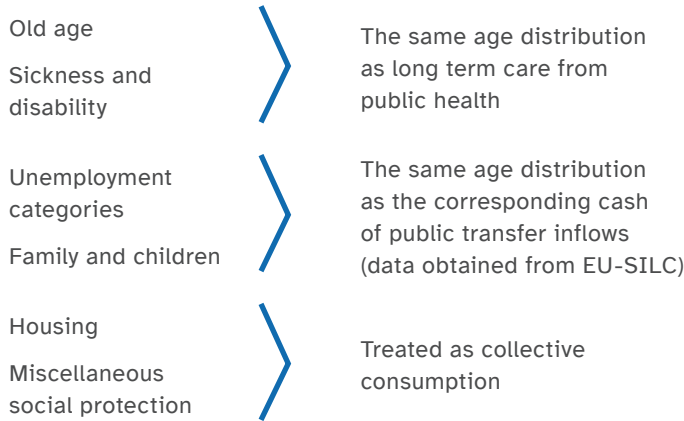 Old age
Sickness and
disability
The same age distribution
as long term care from
public health
Unemployment
categories
Family and children
The same age distribution
as the corresponding cash
of public transfer inflows
(data obtained from EU-SILC)
Housing
Miscellaneous
social protection
Treated as collective
consumption